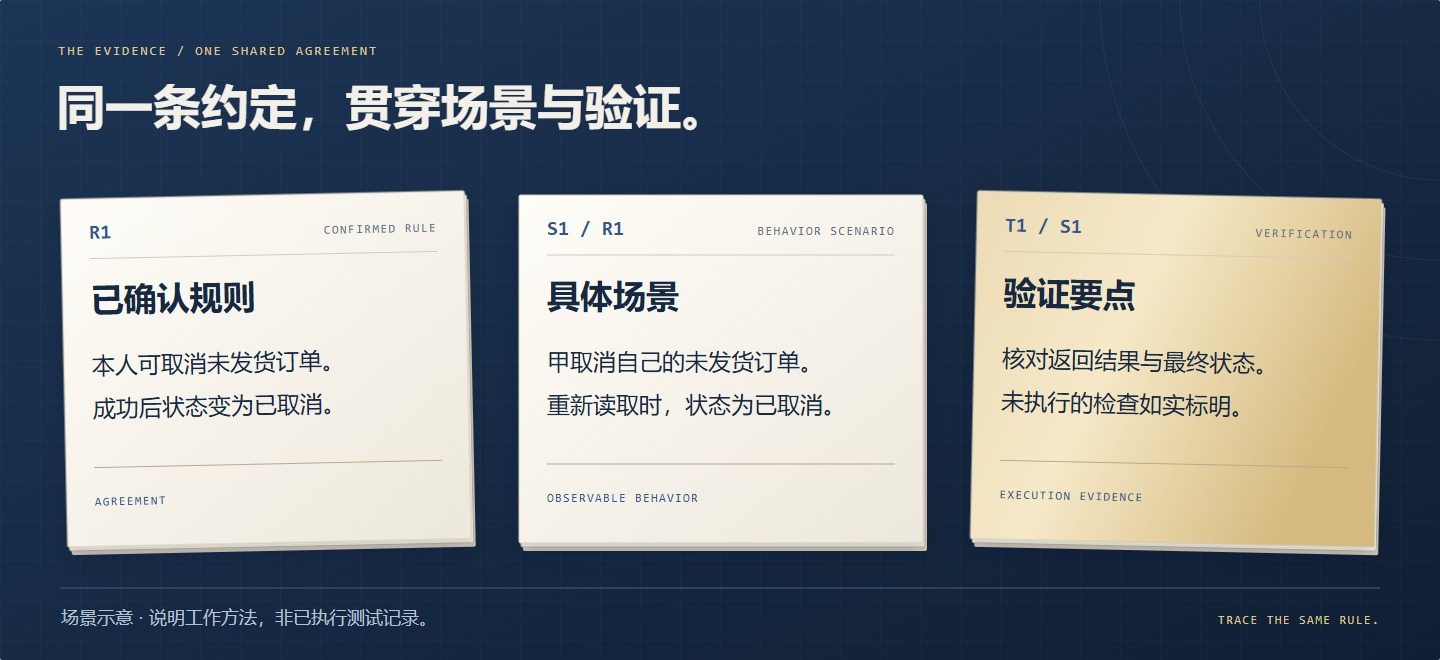 THE EVIDENCE / ONE SHARED AGREEMENT
同一条约定，贯穿场景与验证。
R1
CONFIRMED RULE
已确认规则
本人可取消未发货订单。
成功后状态变为已取消。
AGREEMENT
S1 / R1
BEHAVIOR SCENARIO
具体场景
甲取消自己的未发货订单。
重新读取时，状态为已取消。
OBSERVABLE BEHAVIOR
T1 / S1
VERIFICATION
验证要点
核对返回结果与最终状态。
未执行的检查如实标明。
EXECUTION EVIDENCE
场景示意 · 说明工作方法，非已执行测试记录。
TRACE THE SAME RULE.